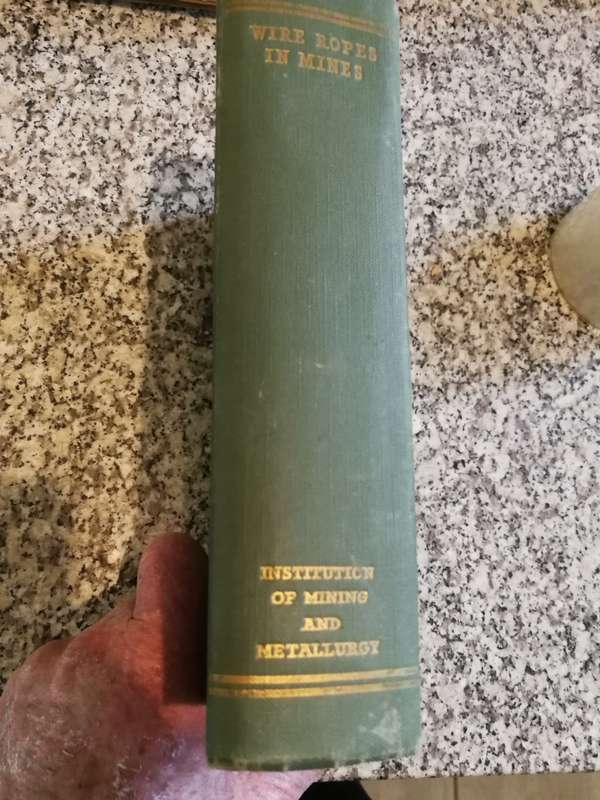 WIRE ROPES
IN MINES
INSTITUTION
OF MINING
AND
METALLURGY